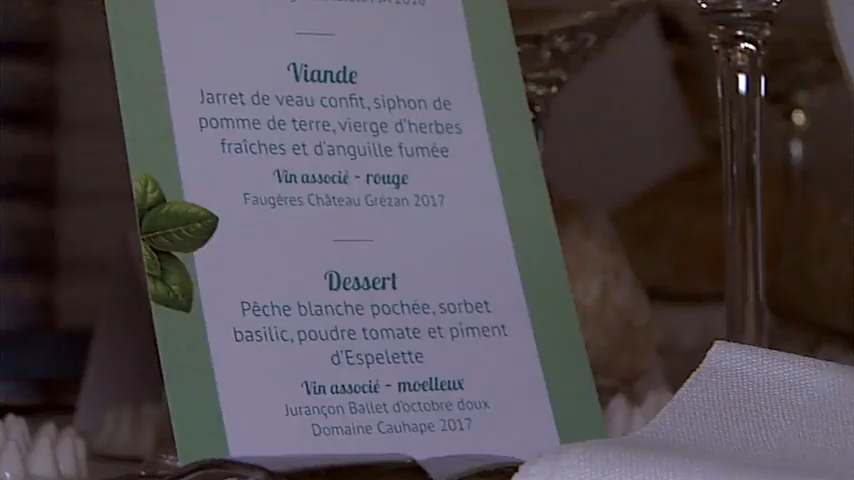 2018
Viande
Jarret de veau confit, siphon de
pomme de terre, vierge d'herbes
fraîches et d'anguille fumée
Vin associé - rouge
Faugères Château Grézan 2017
Dessert
Pêche blanche pochée, sorbet
basilic, poudre tomate et piment
d'Espelette
Vin associé - moelleux
Jurançon Ballet d'octobre doux
Domaine Cauhape 2017